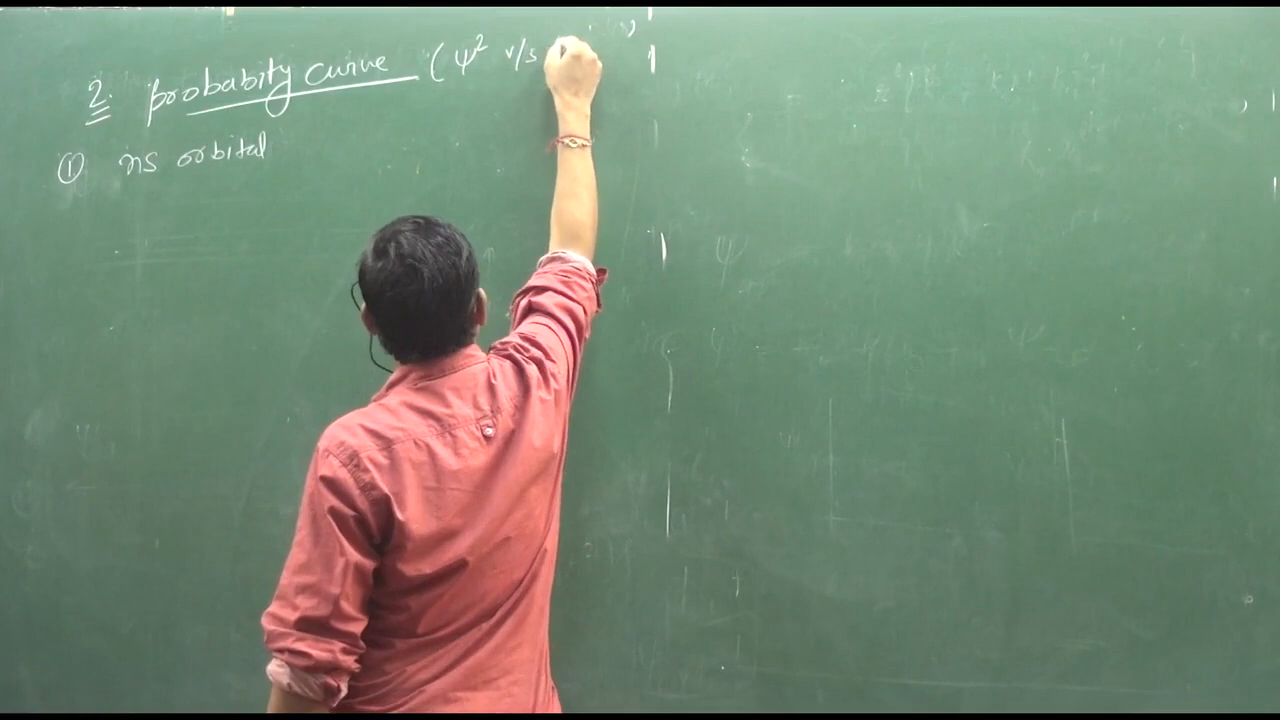 2. probabity curve ( ψ² v/s
① ns orbital